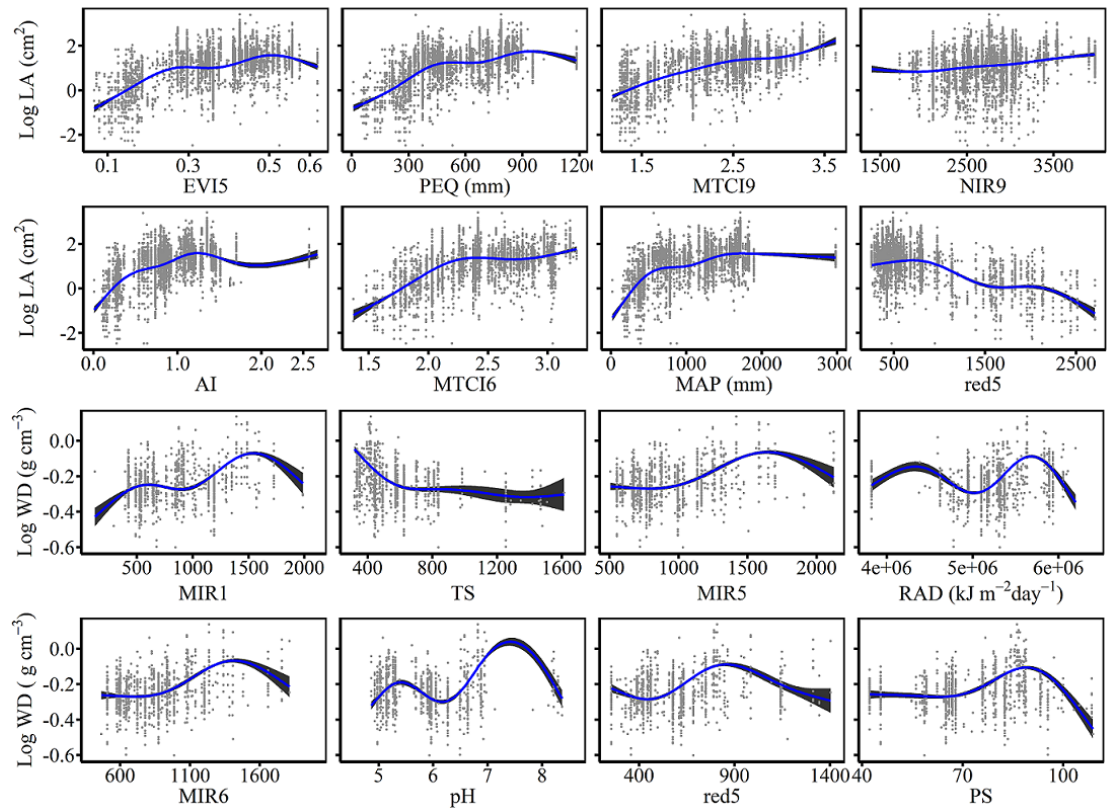 Log LA (cm²)
2
0
-2
0.1 0.3 0.5 0.6
EVI5
0 300 600 900 1200
PEQ (mm)
1.5 2.5 3.5
MTCI9
1500 2500 3500
NIR9
Log LA (cm²)
2
0
-2
0.0 0.5 1.0 1.5 2.0 2.5
AI
1.5 2.0 2.5 3.0
MTCI6
0 1000 2000 3000
MAP (mm)
500 1500 2500
red5
Log WD (g cm⁻³)
0.0
-0.2
-0.4
-0.6
500 1000 1500 2000
MIR1
400 800 1200 1600
TS
500 1000 1500 2000
MIR5
4e+06 5e+06 6e+06
RAD (kJ m⁻²day⁻¹)
Log WD (g cm⁻³)
0.0
-0.2
-0.4
-0.6
600 1100 1600
MIR6
5 6 7 8
pH
400 900 1400
red5
40 70 100
PS